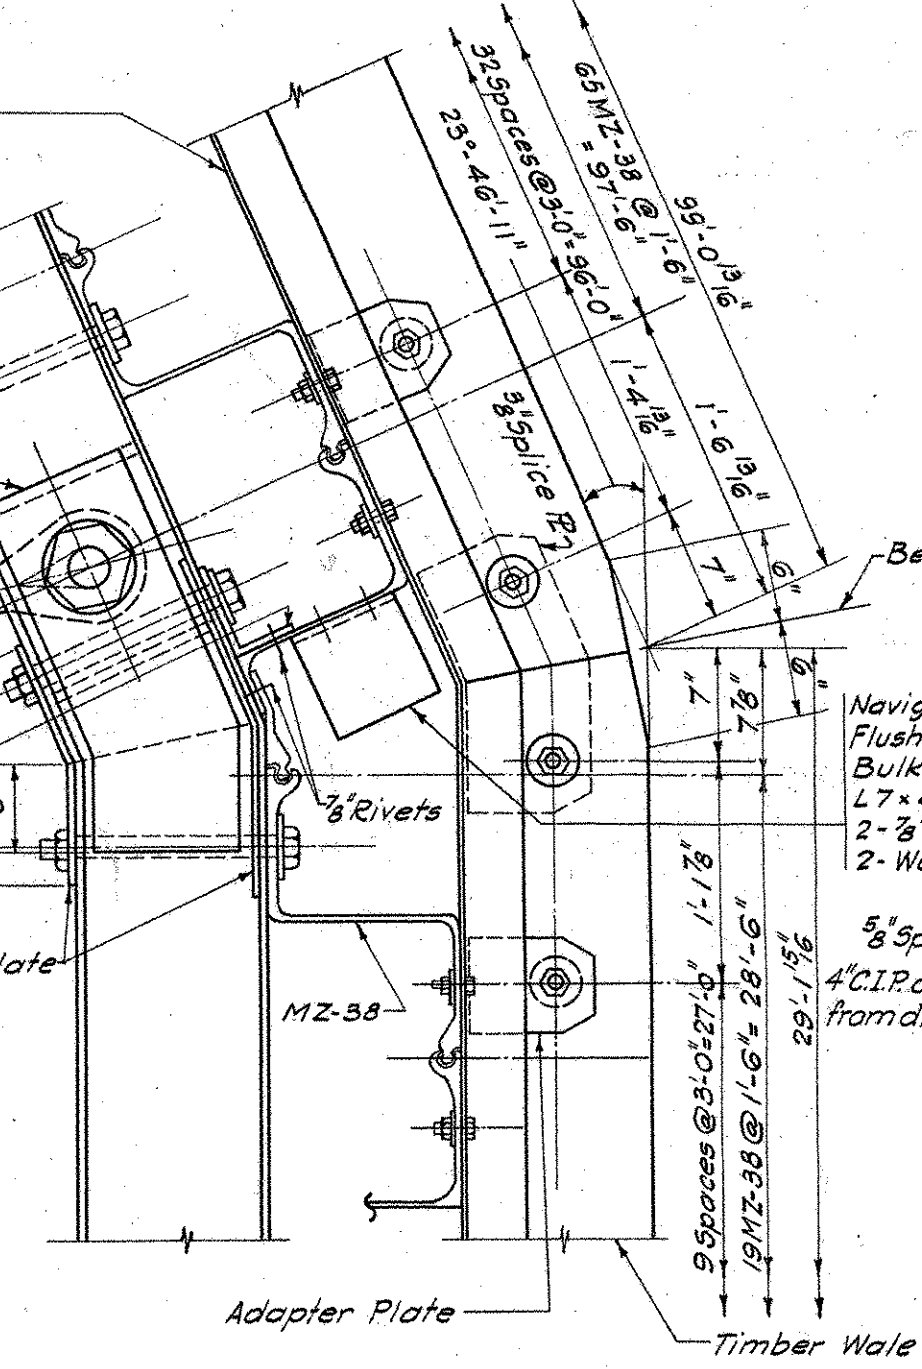 32 Spaces @ 3'-0" = 96'-0"
23°-46'-11"
65 MZ-38 @ 1'-6"
= 97'-6"
99'-0 13/16"
1'-4 13/16"
1'-6 13/16"
3/8" Splice PL
7"
6"
6"
Be
7"
7 7/8"
Navig
Flush
Bulk
L 7 x
2 - 7/8"
2 - Wa
7/8" Rivets
1'-1 7/8"
late
MZ-38
5/8" Sp
4" C.I.P. c
from d.
9 Spaces @ 3'-0" = 27'-0"
19 MZ-38 @ 1'-6" = 28'-6"
29'-1 15/16"
Adapter Plate
Timber Wale